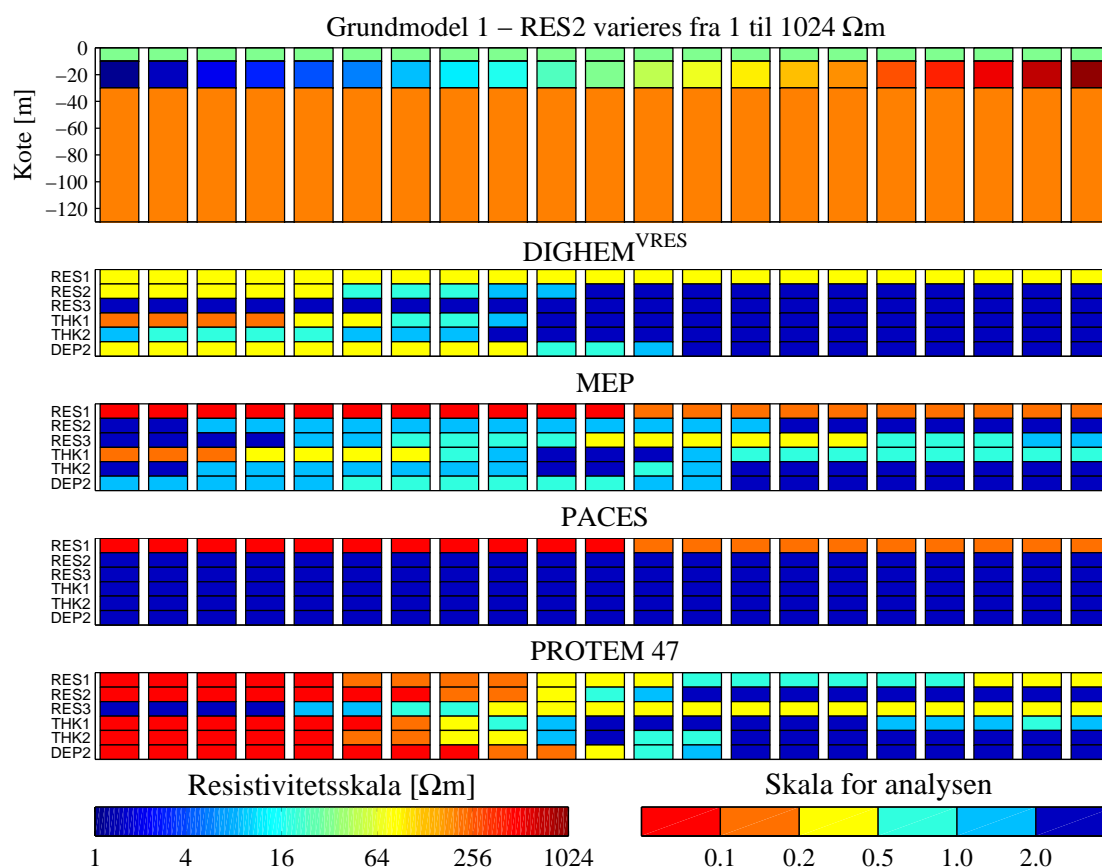 Grundmodel 1 – RES2 varieres fra 1 til 1024 Ωm
Kote [m]
0
−20
−40
−60
−80
−100
−120
DIGHEM^VRES
RES1
RES2
RES3
THK1
THK2
DEP2
MEP
RES1
RES2
RES3
THK1
THK2
DEP2
PACES
RES1
RES2
RES3
THK1
THK2
DEP2
PROTEM 47
RES1
RES2
RES3
THK1
THK2
DEP2
Resistivitetsskala [Ωm]
1 4 16 64 256 1024
Skala for analysen
0.1 0.2 0.5 1.0 2.0